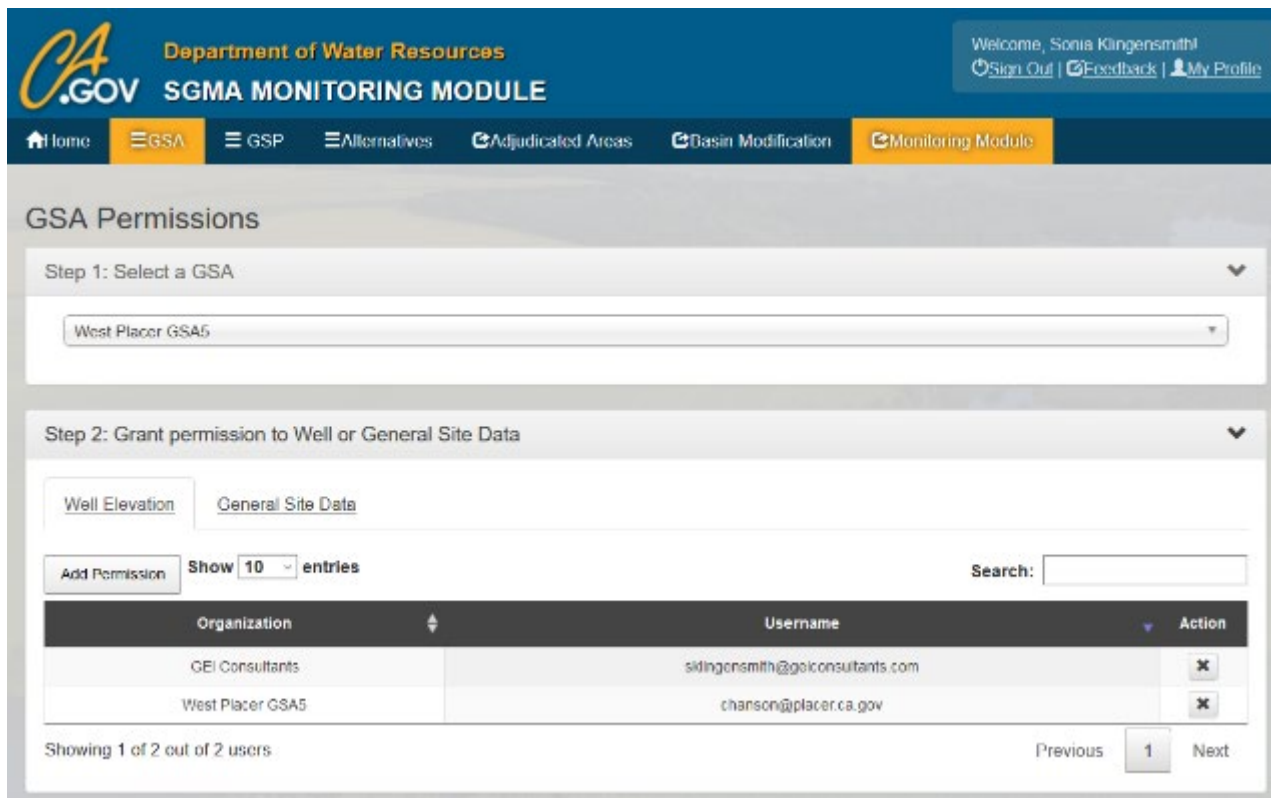 CA.GOV
Department of Water Resources
SGMA MONITORING MODULE
Welcome, Sonia Klingensmith!
Sign Out | Feedback | My Profile
Home GSA GSP Alternatives Adjudicated Areas Basin Modification Monitoring Module
GSA Permissions
Step 1: Select a GSA
West Placer GSA5
Step 2: Grant permission to Well or General Site Data
Well Elevation General Site Data
Add Permission Show 10 entries Search:
Organization Username Action
GEI Consultants sklingensmith@geiconsultants.com
West Placer GSA5 chanson@placer.ca.gov
Showing 1 of 2 out of 2 users Previous 1 Next